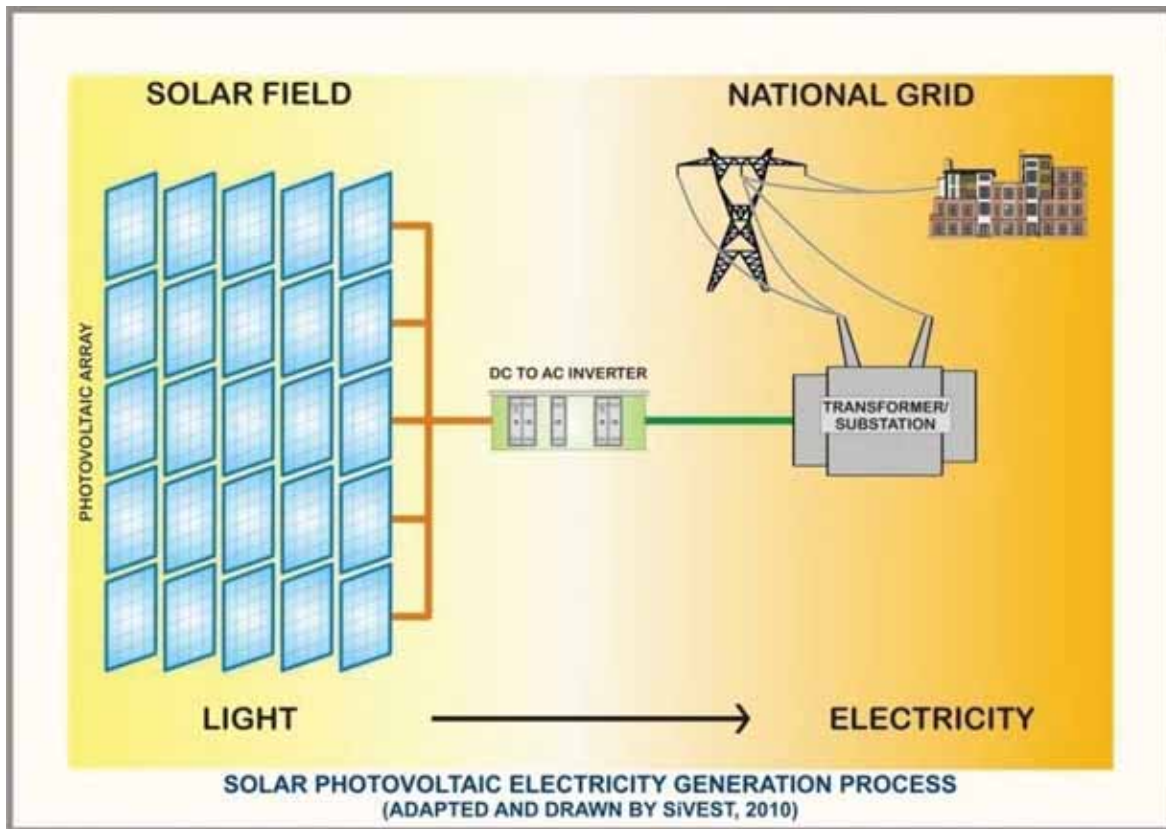 SOLAR FIELD
NATIONAL GRID
PHOTOVOLTAIC ARRAY
DC TO AC INVERTER
TRANSFORMER/
SUBSTATION
LIGHT
ELECTRICITY
SOLAR PHOTOVOLTAIC ELECTRICITY GENERATION PROCESS
(ADAPTED AND DRAWN BY SiVEST, 2010)